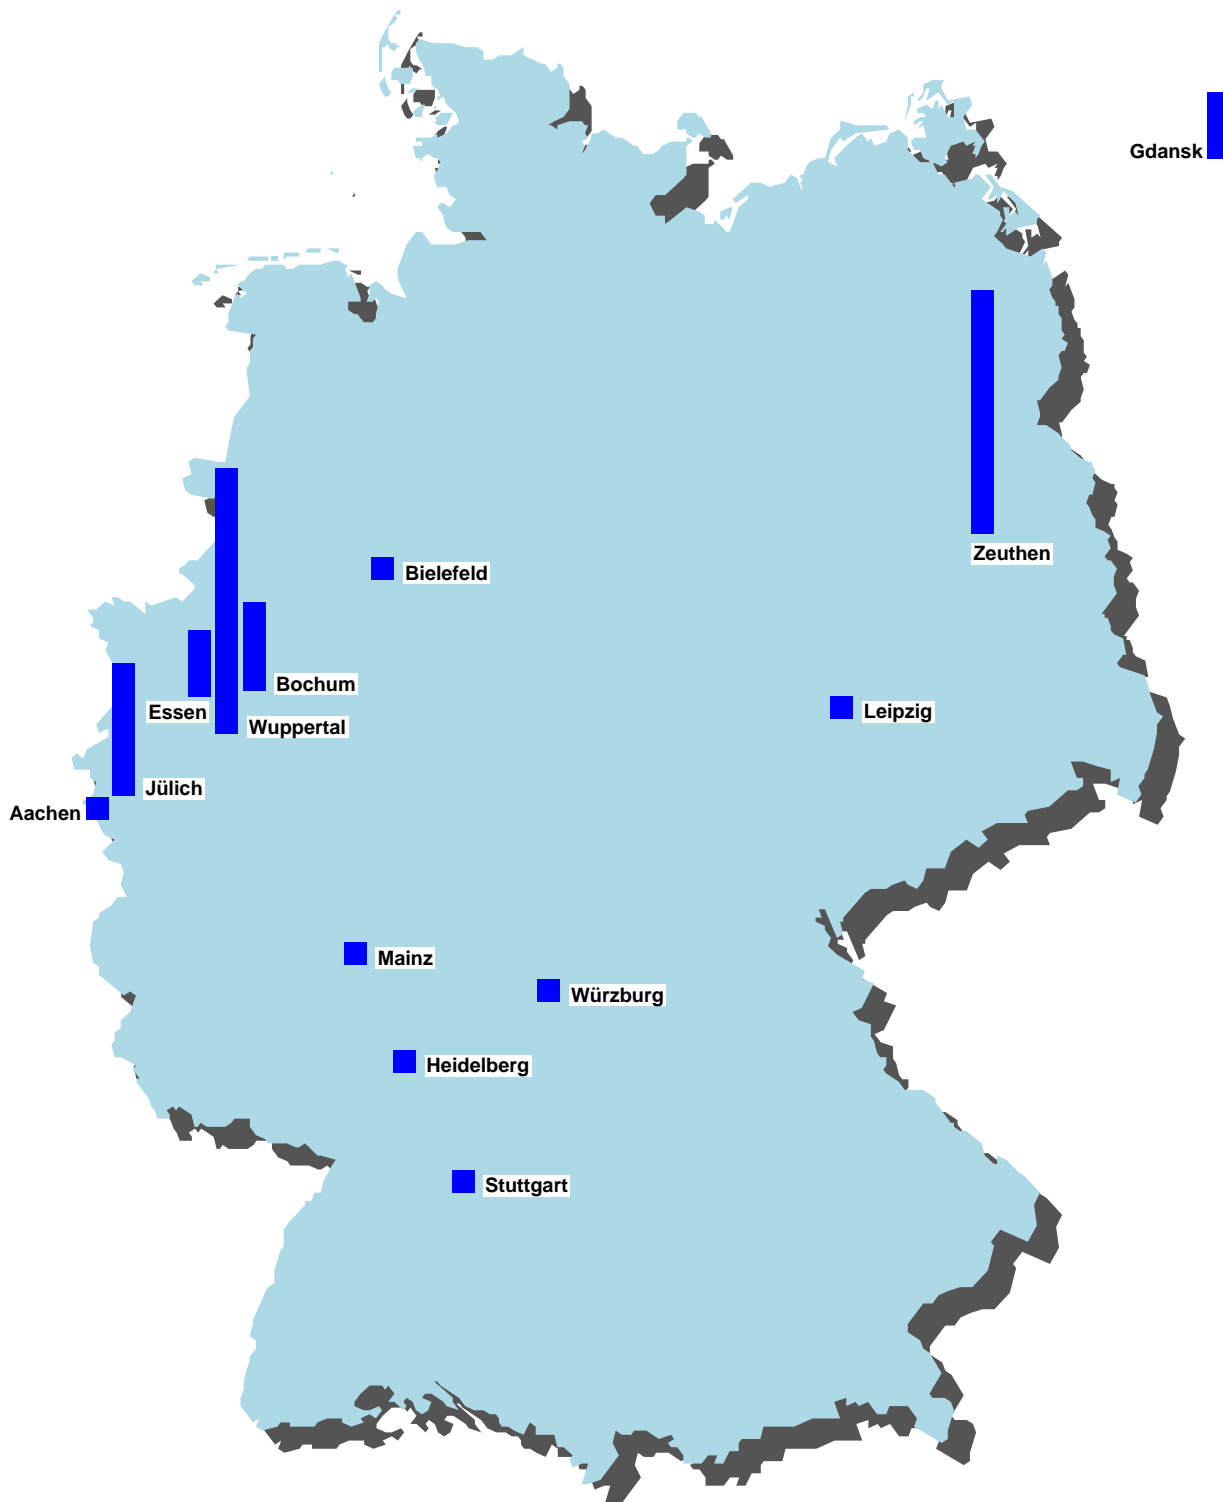 Gdansk
Zeuthen
Bielefeld
Bochum
Essen
Leipzig
Wuppertal
Jülich
Aachen
Mainz
Würzburg
Heidelberg
Stuttgart